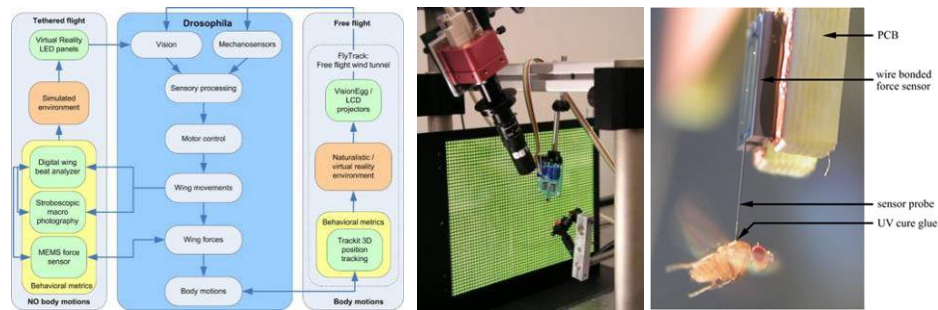 Tethered flight
Virtual Reality
LED panels
Simulated
environment
Digital wing
beat analyzer
Stroboscopic
macro
photography
MEMS force
sensor
Behavioral metrics
NO body motions
Drosophila
Vision
Mechanosensors
Sensory processing
Motor control
Wing movements
Wing forces
Body motions
Free flight
FlyTrack:
Free flight wind tunnel
VisionEgg /
LCD
projectors
Naturalistic /
virtual reality
environment
Behavioral metrics
Trackit 3D
position
tracking
Body motions
PCB
wire bonded
force sensor
sensor probe
UV cure glue